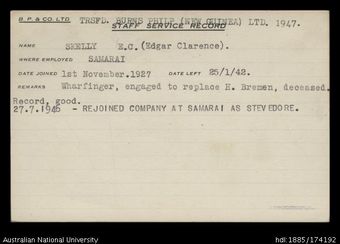 B. P. & CO. LTD. TRSFD. BURNS PHILP (NEW GUINEA) LTD. 1947.
STAFF SERVICE RECORD
NAME SKELLY E.C. (Edgar Clarence).
WHERE EMPLOYED SAMARAI
DATE JOINED 1st November.1927 DATE LEFT 25/1/42.
REMARKS Wharfinger, engaged to replace H. Bremen, deceased.
Record, good.
27.7.1946 - REJOINED COMPANY AT SAMARAI AS STEVEDORE.
Australian National University
hdl:1885/174192